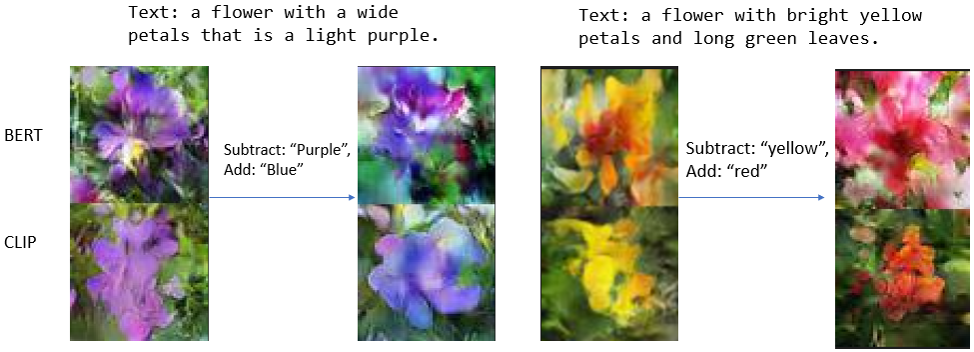 Text: a flower with a wide
petals that is a light purple.
Text: a flower with bright yellow
petals and long green leaves.
BERT
Subtract: “Purple”,
Add: “Blue”
Subtract: “yellow”,
Add: “red”
CLIP